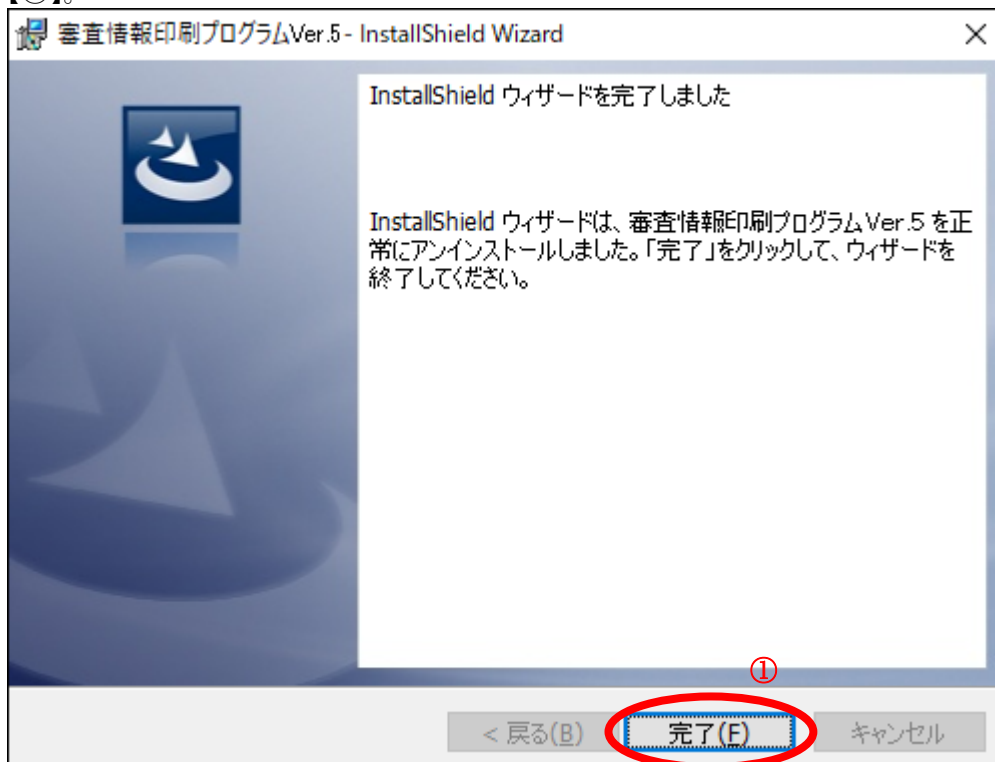 【①】。
審査情報印刷プログラムVer.5 - InstallShield Wizard
InstallShield ウィザードを完了しました
InstallShield ウィザードは、審査情報印刷プログラムVer.5 を正
常にアンインストールしました。「完了」をクリックして、ウィザードを
終了してください。
①
< 戻る(B)
完了(F)
キャンセル